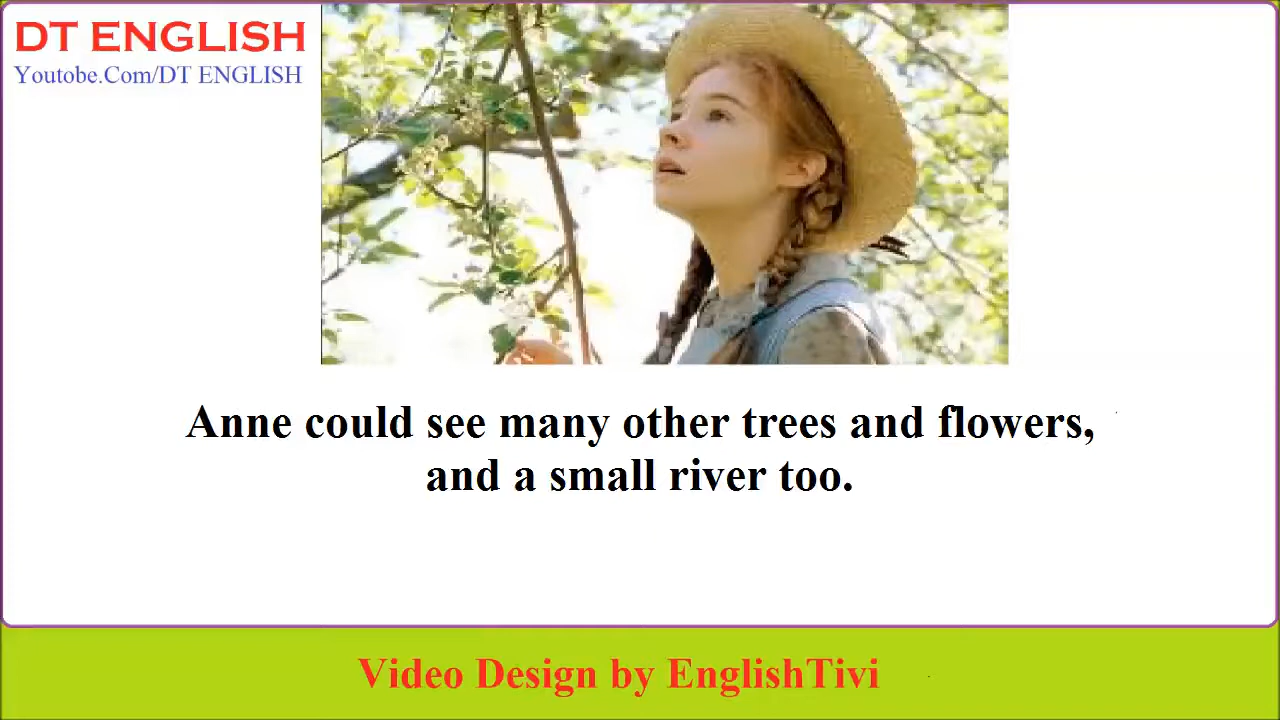 DT ENGLISH
Youtobe.Com/DT ENGLISH
Anne could see many other trees and flowers,
and a small river too.
Video Design by EnglishTivi